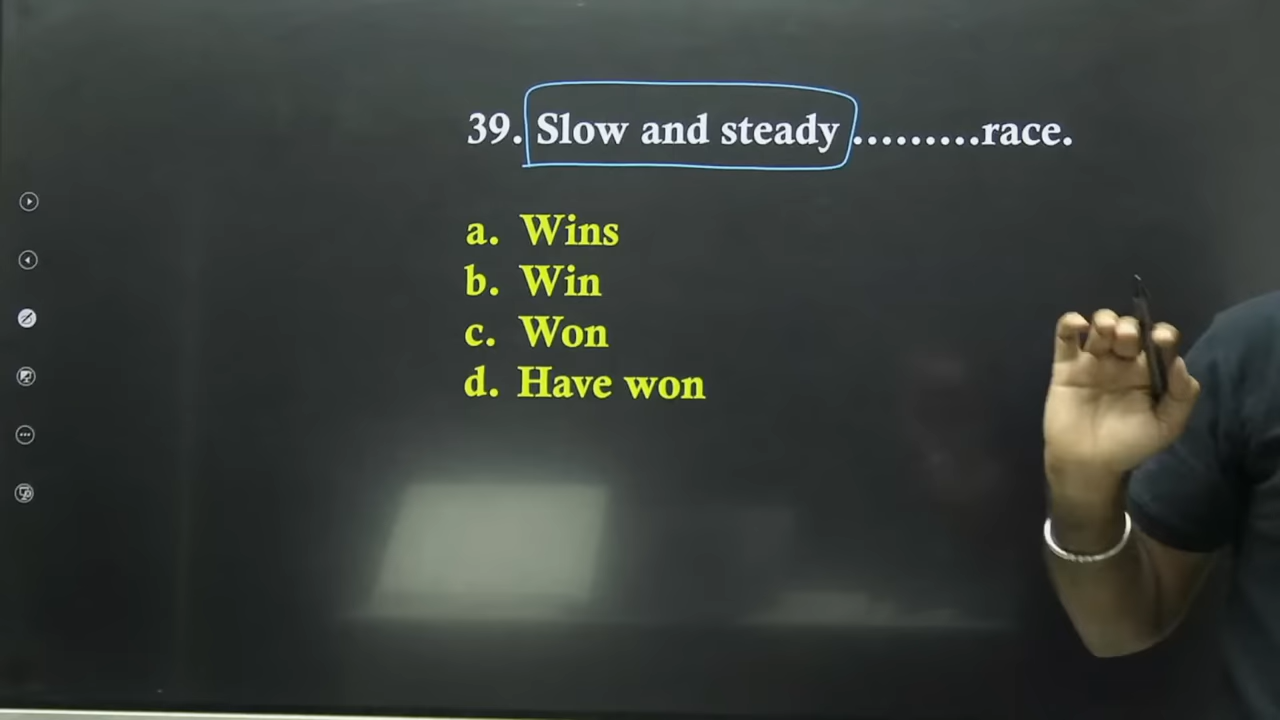 39. Slow and steady .........race.
a. Wins
b. Win
c. Won
d. Have won